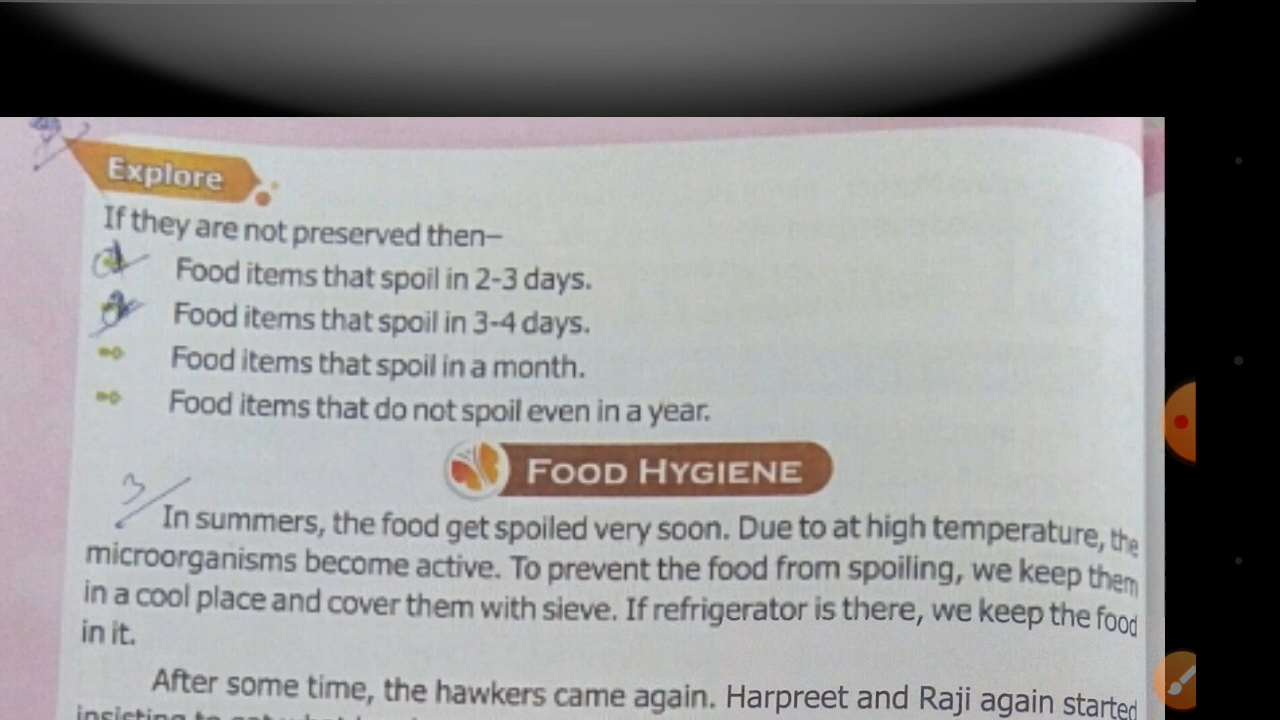 Explore
If they are not preserved then–
Food items that spoil in 2-3 days.
Food items that spoil in 3-4 days.
Food items that spoil in a month.
Food items that do not spoil even in a year.
FOOD HYGIENE
3
In summers, the food get spoiled very soon. Due to at high temperature, the
microorganisms become active. To prevent the food from spoiling, we keep them
in a cool place and cover them with sieve. If refrigerator is there, we keep the food
in it.
After some time, the hawkers came again. Harpreet and Raji again started
insisting to eat